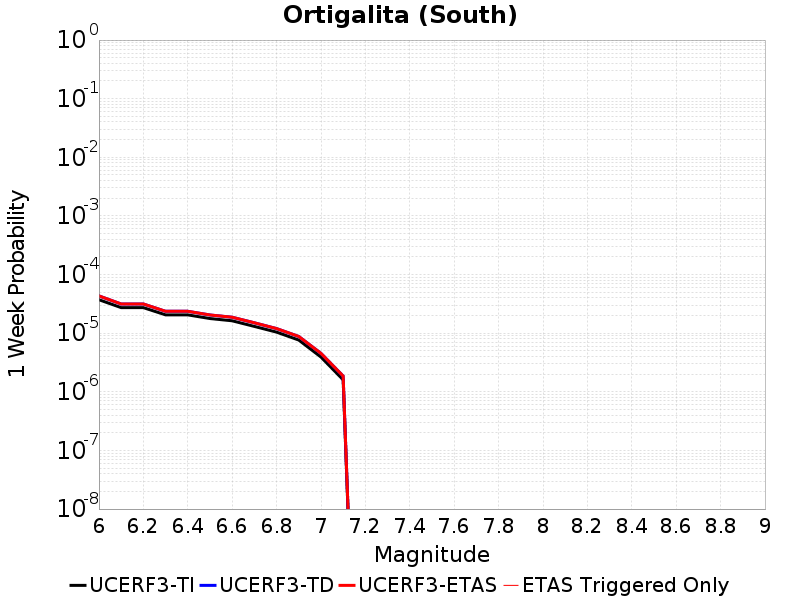 Ortigalita (South)
10^0
10^-1
10^-2
10^-3
10^-4
10^-5
10^-6
10^-7
10^-8
1 Week Probability
6 6.2 6.4 6.6 6.8 7 7.2 7.4 7.6 7.8 8 8.2 8.4 8.6 8.8 9
Magnitude
UCERF3-TI UCERF3-TD UCERF3-ETAS ETAS Triggered Only